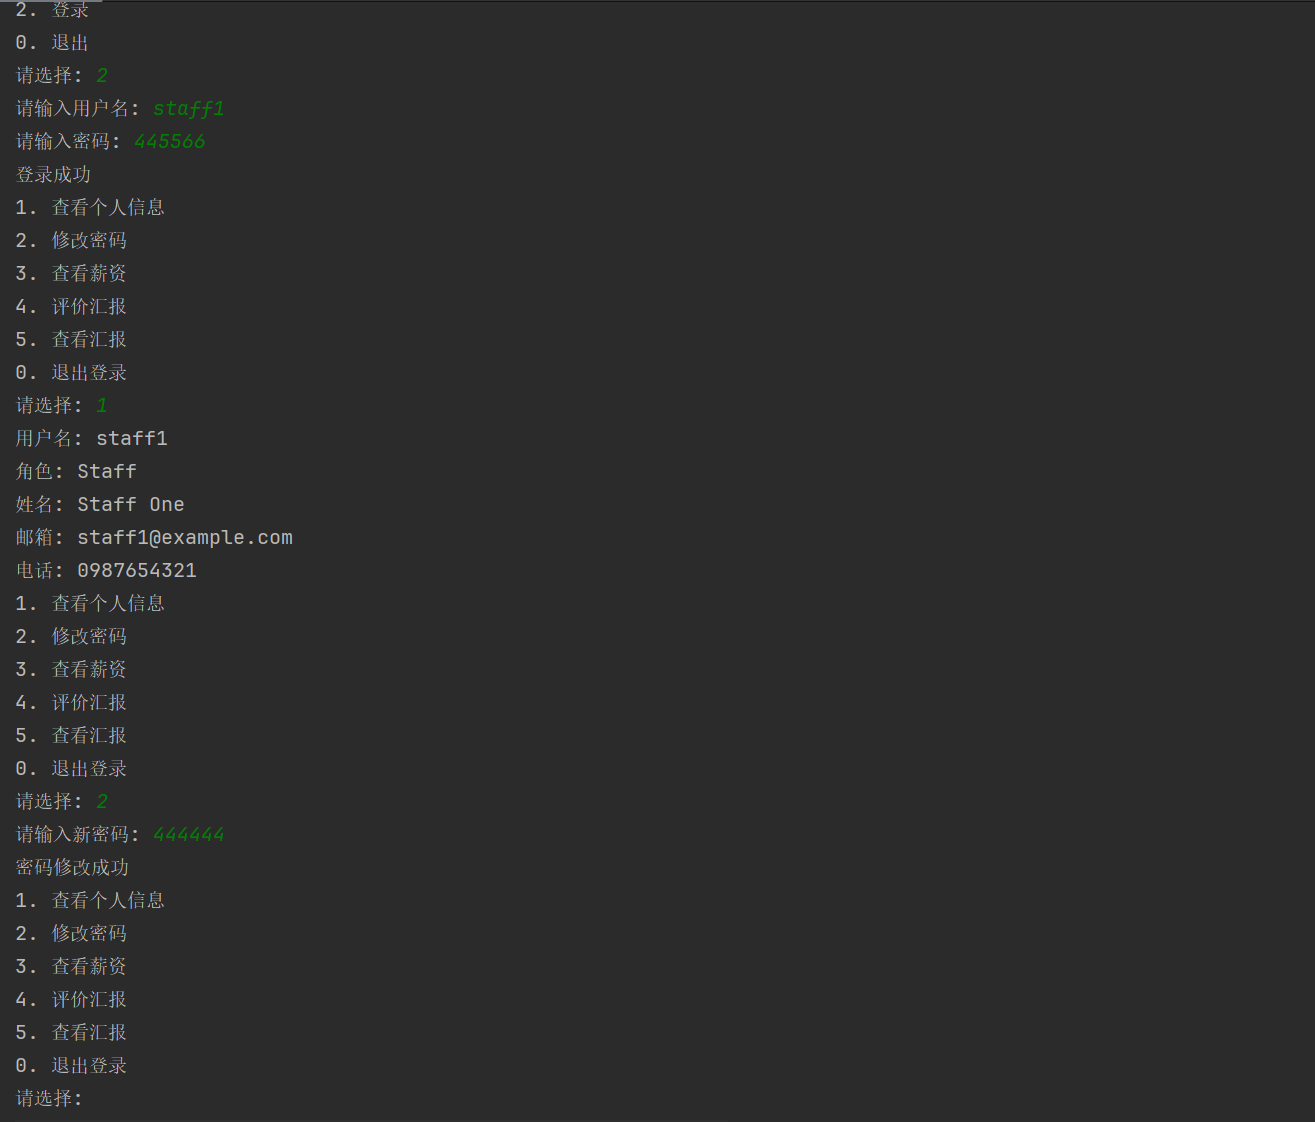 2. 登录
0. 退出
请选择: 2
请输入用户名: staff1
请输入密码: 445566
登录成功
1. 查看个人信息
2. 修改密码
3. 查看薪资
4. 评价汇报
5. 查看汇报
0. 退出登录
请选择: 1
用户名: staff1
角色: Staff
姓名: Staff One
邮箱: staff1@example.com
电话: 0987654321
1. 查看个人信息
2. 修改密码
3. 查看薪资
4. 评价汇报
5. 查看汇报
0. 退出登录
请选择: 2
请输入新密码: 444444
密码修改成功
1. 查看个人信息
2. 修改密码
3. 查看薪资
4. 评价汇报
5. 查看汇报
0. 退出登录
请选择: